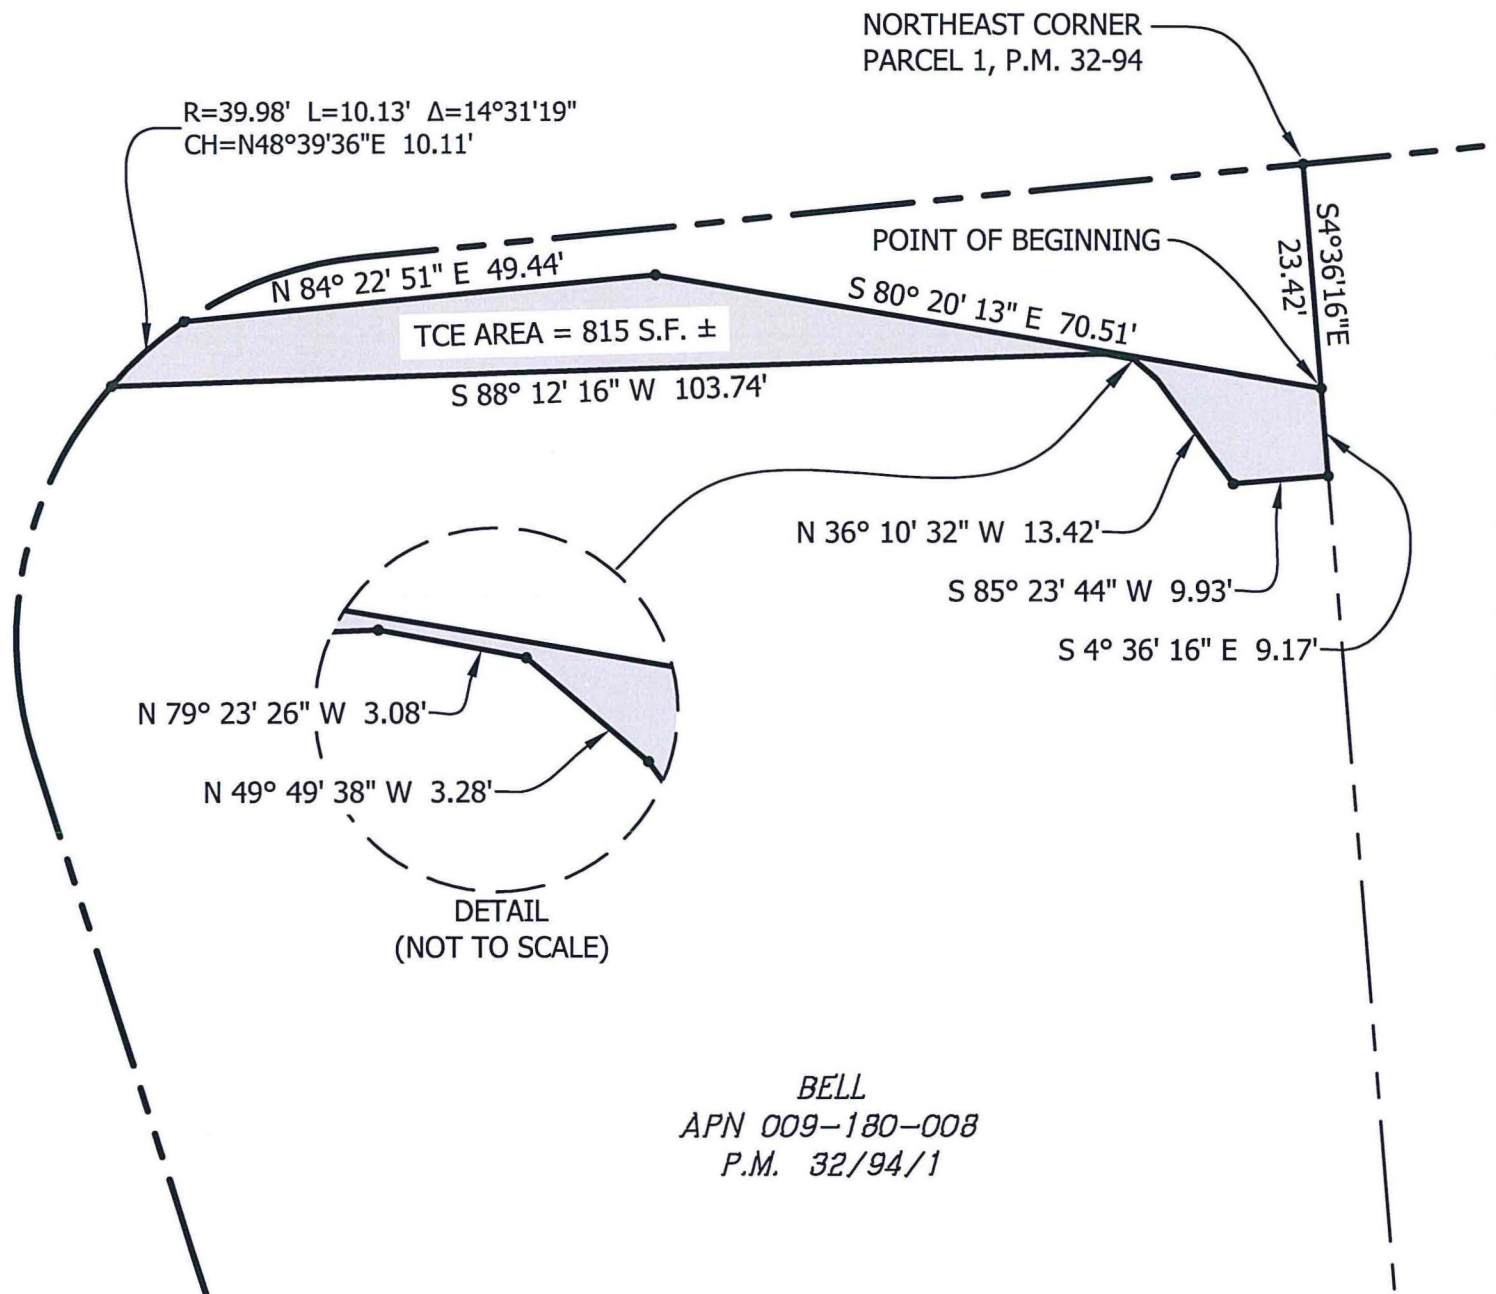 NORTHEAST CORNER
PARCEL 1, P.M. 32-94
R=39.98' L=10.13' Δ=14°31'19"
CH=N48°39'36"E 10.11'
S4°36'16"E
23.42'
POINT OF BEGINNING
N 84° 22' 51" E 49.44'
S 80° 20' 13" E 70.51'
TCE AREA = 815 S.F. ±
S 88° 12' 16" W 103.74'
N 36° 10' 32" W 13.42'
S 85° 23' 44" W 9.93'
S 4° 36' 16" E 9.17'
N 79° 23' 26" W 3.08'
N 49° 49' 38" W 3.28'
DETAIL
(NOT TO SCALE)
BELL
APN 009-180-008
P.M. 32/94/1